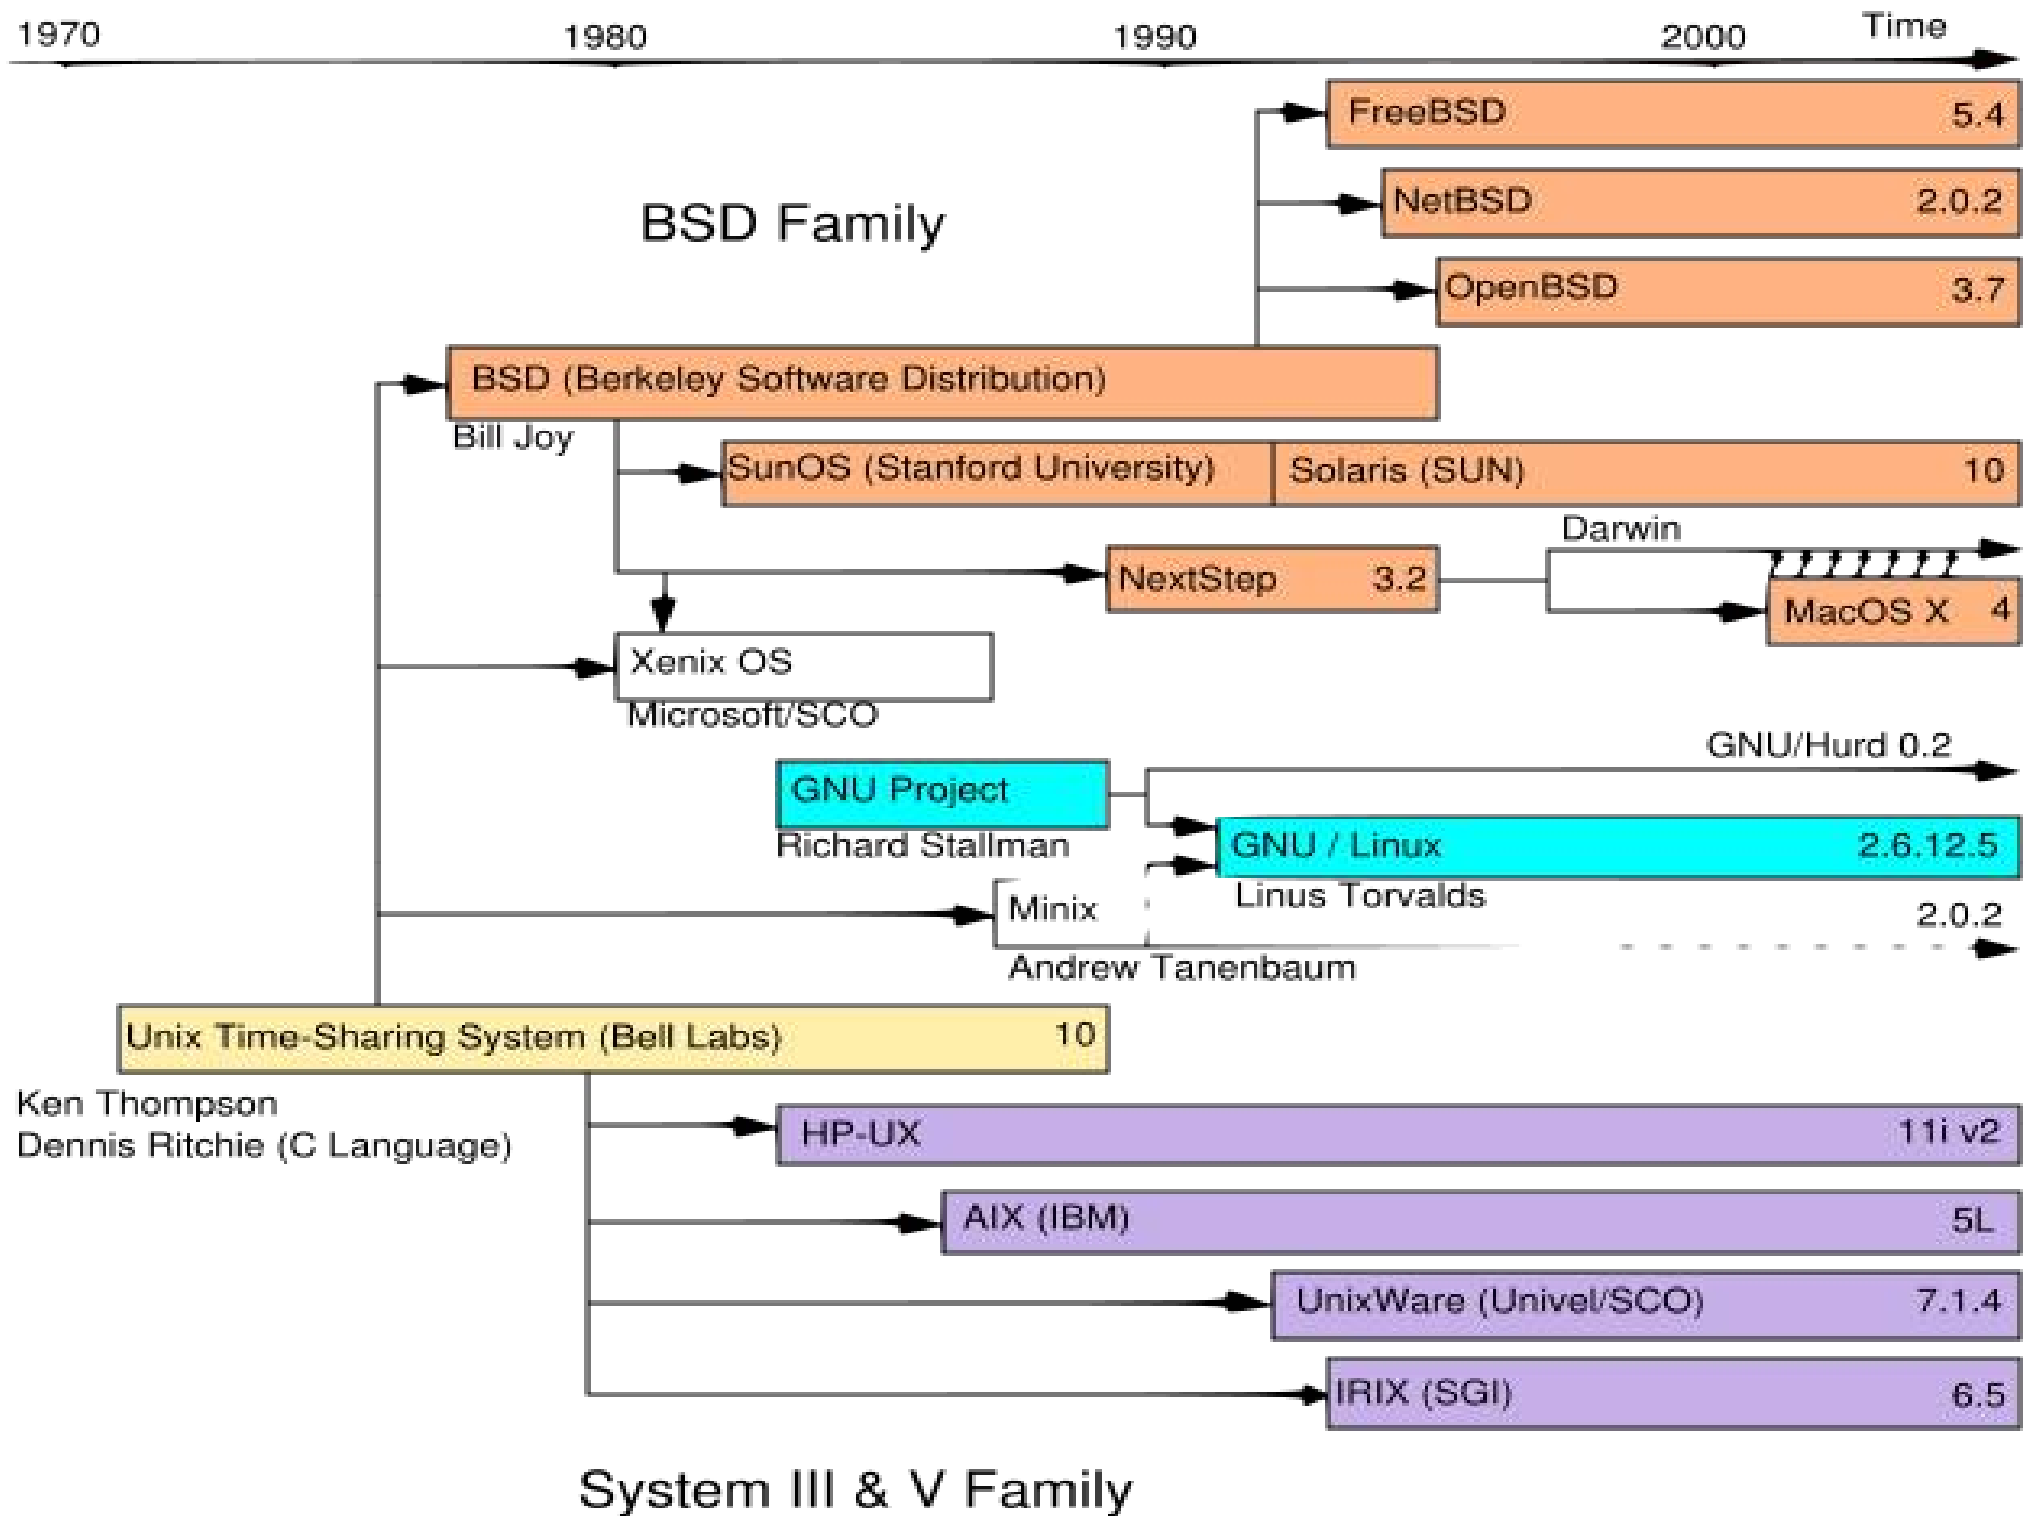 1970 1980 1990 2000 Time
FreeBSD 5.4
NetBSD 2.0.2
BSD Family
OpenBSD 3.7
BSD (Berkeley Software Distribution)
Bill Joy
SunOS (Stanford University) Solaris (SUN) 10
Darwin
NextStep 3.2
MacOS X 4
Xenix OS
Microsoft/SCO
GNU/Hurd 0.2
GNU Project
Richard Stallman
GNU / Linux 2.6.12.5
Linus Torvalds
Minix 2.0.2
Andrew Tanenbaum
Unix Time-Sharing System (Bell Labs) 10
Ken Thompson
Dennis Ritchie (C Language)
HP-UX 11i v2
AIX (IBM) 5L
UnixWare (Univel/SCO) 7.1.4
IRIX (SGI) 6.5
System III & V Family